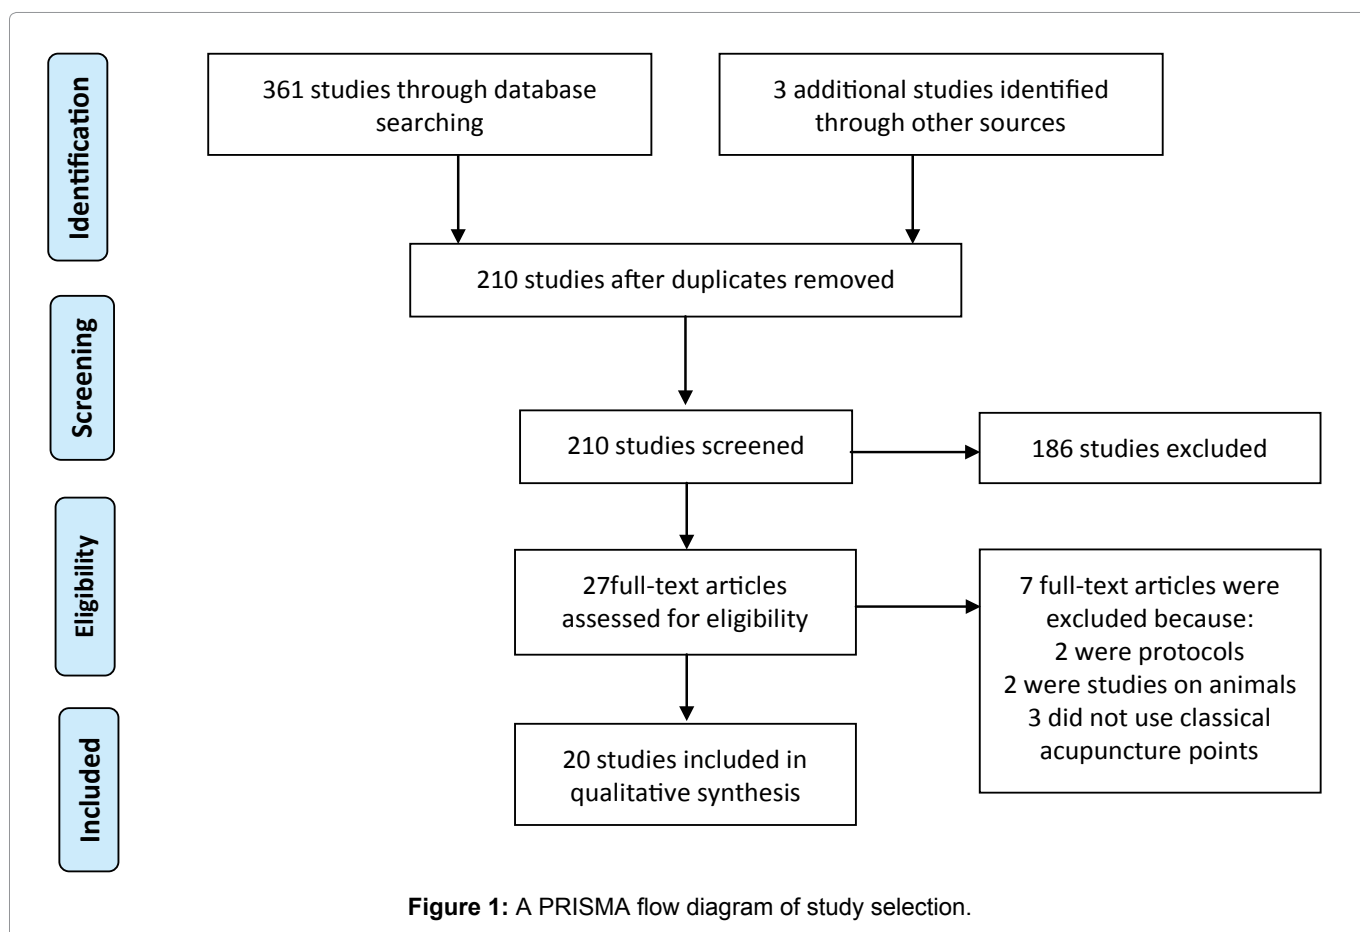 Identification
361 studies through database
searching
3 additional studies identified
through other sources
210 studies after duplicates removed
Screening
210 studies screened
186 studies excluded
Eligibility
27full-text articles
assessed for eligibility
7 full-text articles were
excluded because:
2 were protocols
2 were studies on animals
3 did not use classical
acupuncture points
Included
20 studies included in
qualitative synthesis
Figure 1: A PRISMA flow diagram of study selection.